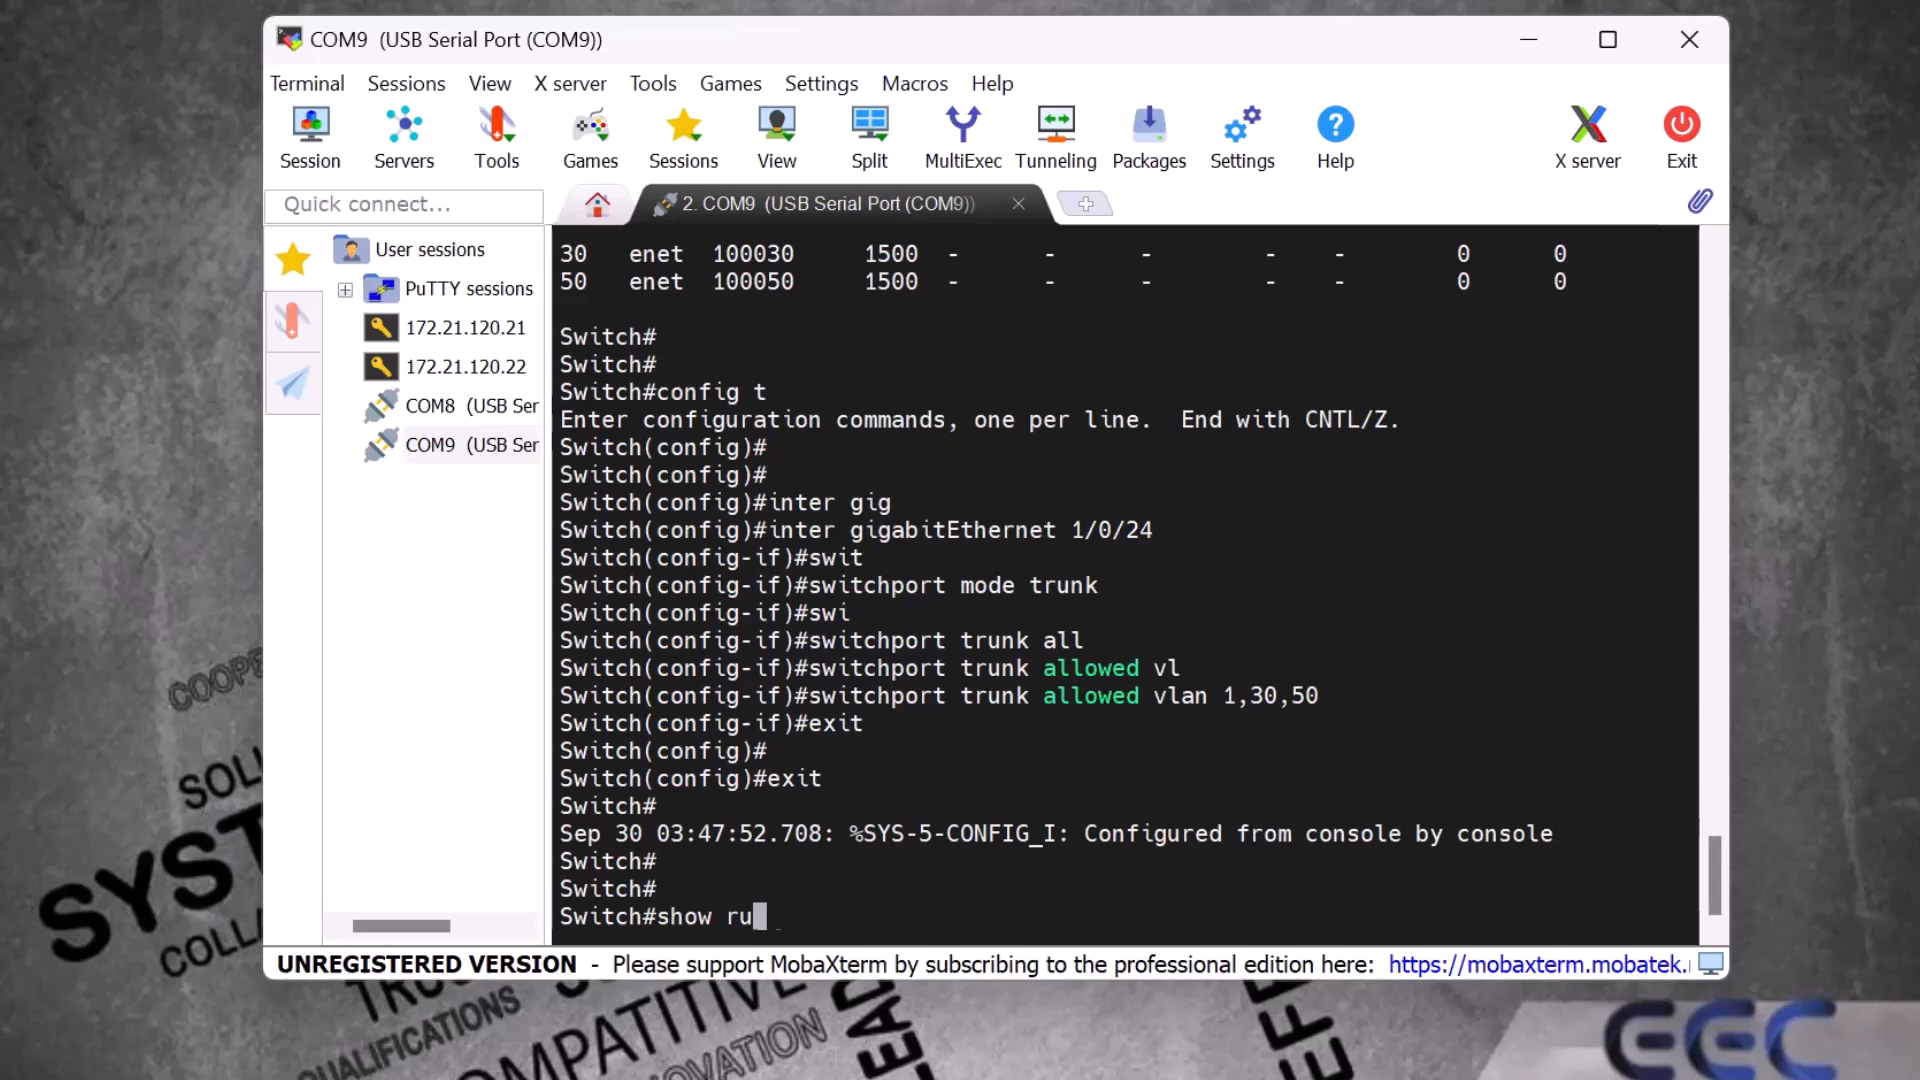 COM9 (USB Serial Port (COM9))
Terminal Sessions View X server Tools Games Settings Macros Help
Session Servers Tools Games Sessions View Split MultiExec Tunneling Packages Settings Help X server Exit
Quick connect...
2. COM9 (USB Serial Port (COM9))
User sessions
PuTTY sessions
172.21.120.21
172.21.120.22
COM8 (USB Ser
COM9 (USB Ser
30 enet 100030 1500 - - - - - 0 0
50 enet 100050 1500 - - - - - 0 0
Switch#
Switch#
Switch#config t
Enter configuration commands, one per line. End with CNTL/Z.
Switch(config)#
Switch(config)#
Switch(config)#inter gig
Switch(config)#inter gigabitEthernet 1/0/24
Switch(config-if)#swit
Switch(config-if)#switchport mode trunk
Switch(config-if)#swi
Switch(config-if)#switchport trunk all
Switch(config-if)#switchport trunk allowed vl
Switch(config-if)#switchport trunk allowed vlan 1,30,50
Switch(config-if)#exit
Switch(config)#
Switch(config)#exit
Switch#
Sep 30 03:47:52.708: %SYS-5-CONFIG_I: Configured from console by console
Switch#
Switch#
Switch#show ru
UNREGISTERED VERSION - Please support MobaXterm by subscribing to the professional edition here: https://mobaxterm.mobatek.
COOPE
SOLU
SYST
COLLA
QUALIFICATIONS
COMPATITIVE
EEC